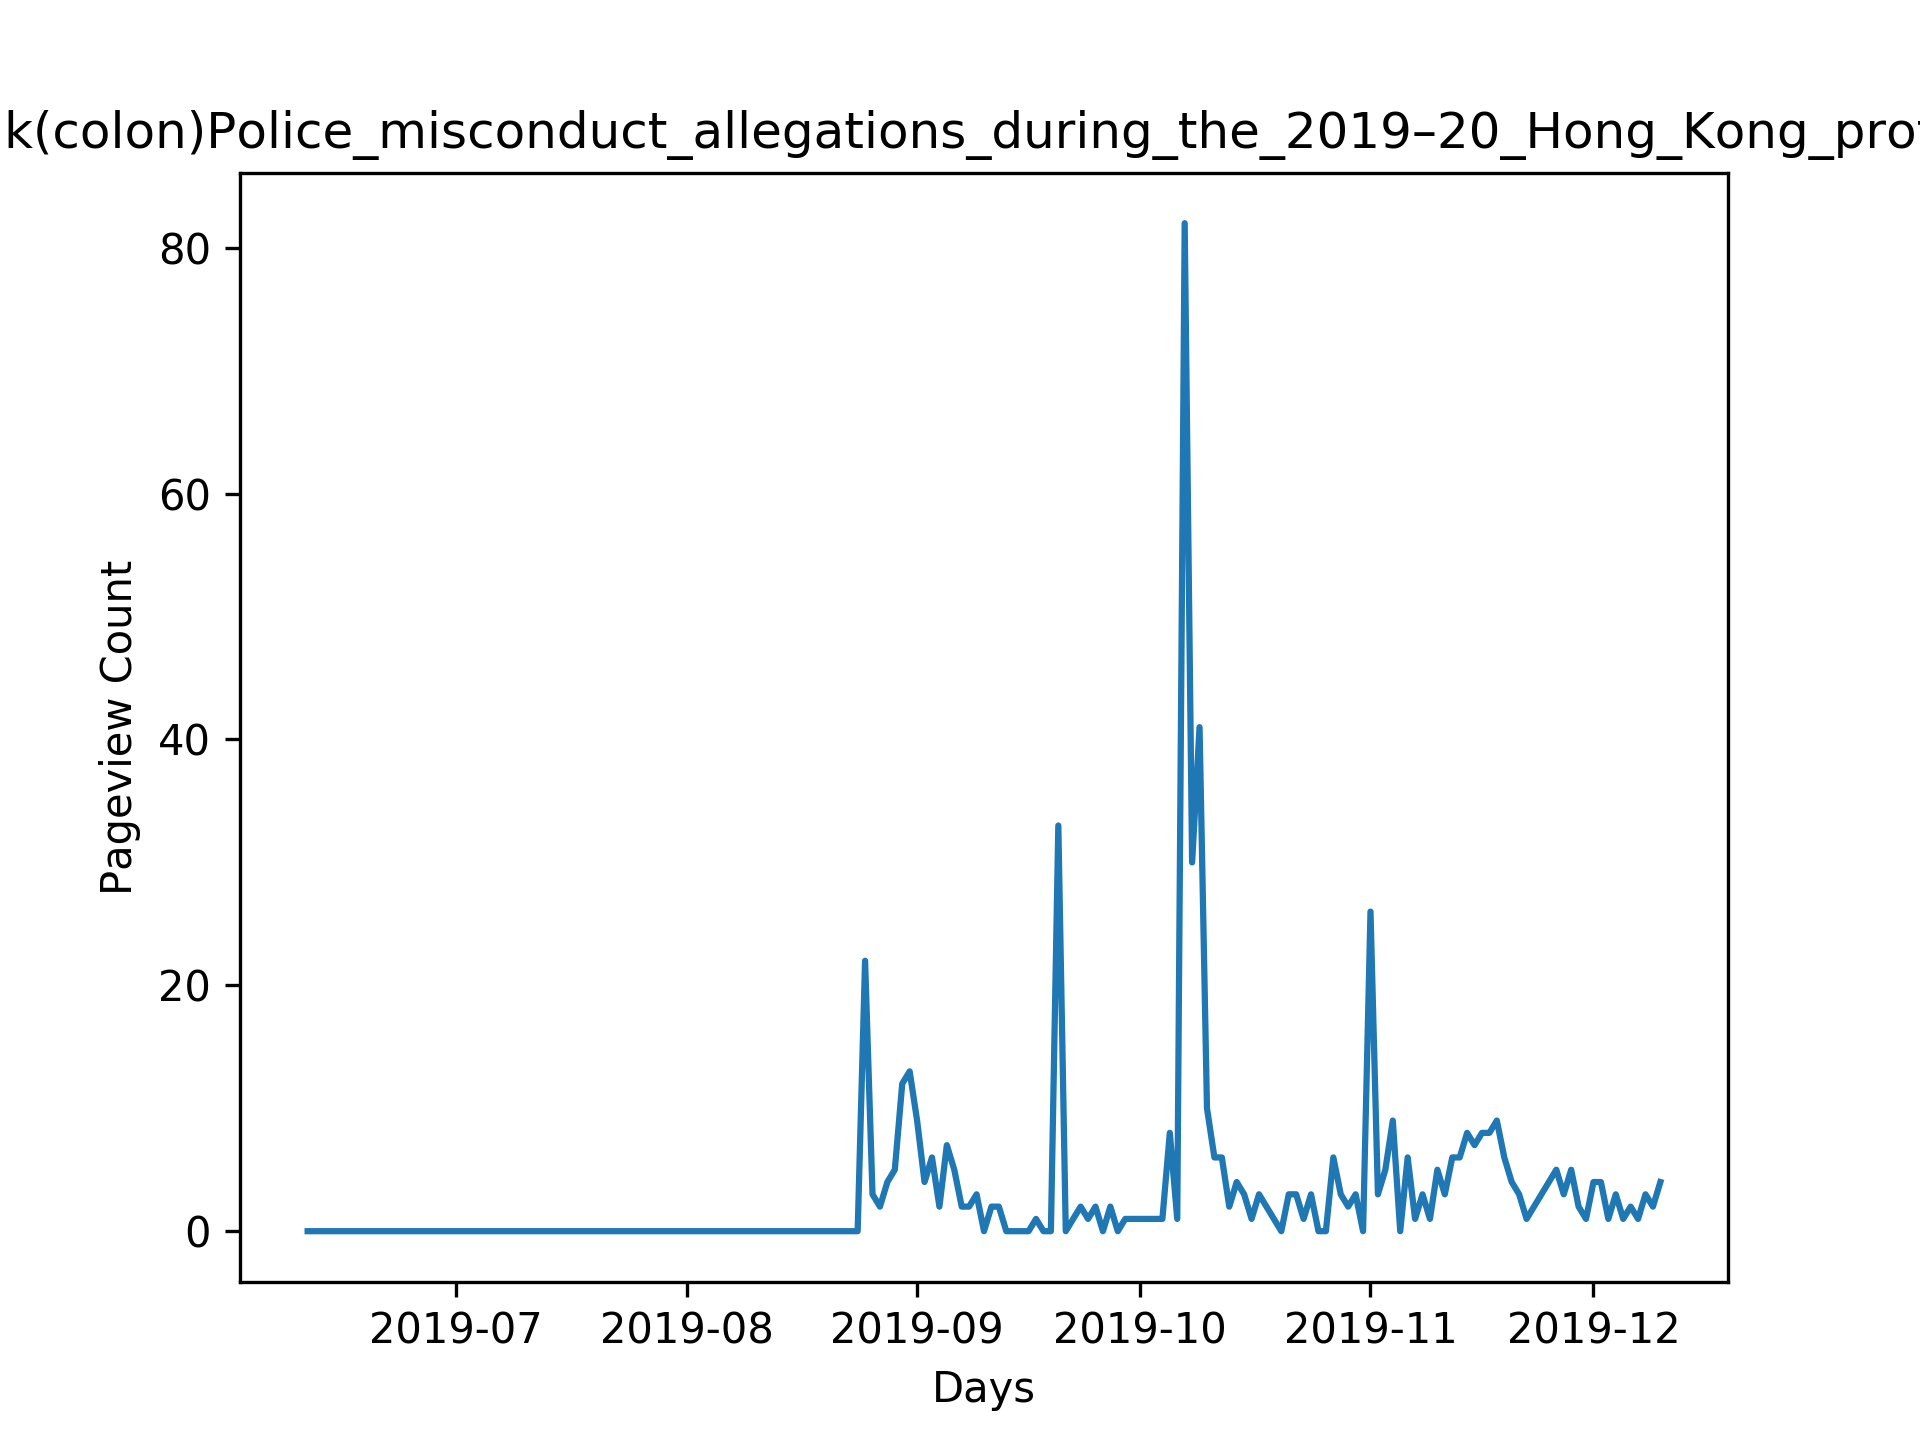 k(colon)Police_misconduct_allegations_during_the_2019–20_Hong_Kong_pro
80
60
40
20
0
Pageview Count
2019-07 2019-08 2019-09 2019-10 2019-11 2019-12
Days